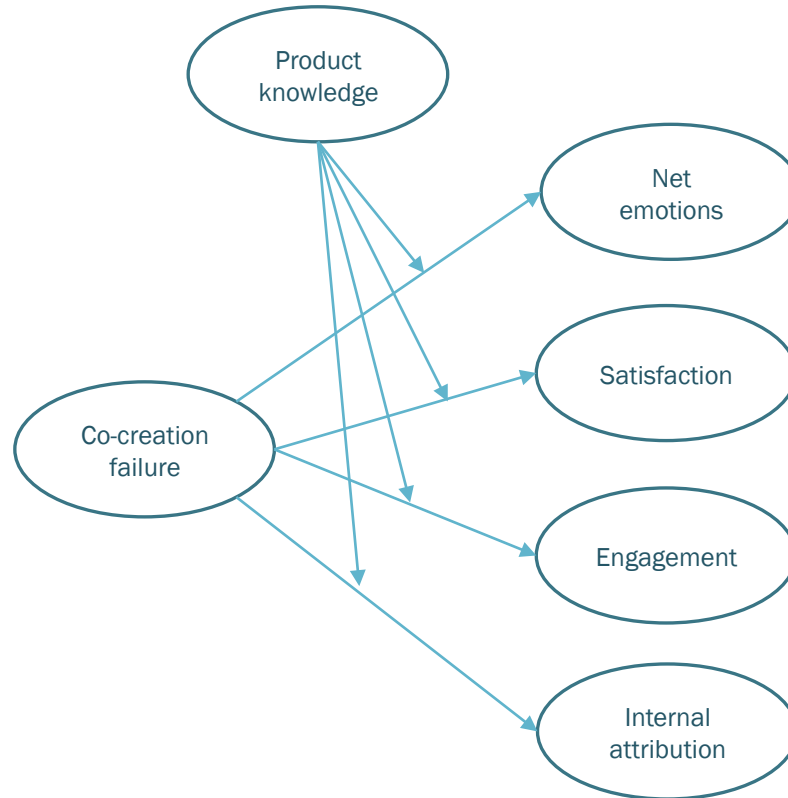 Product
knowledge
Net
emotions
Satisfaction
Co-creation
failure
Engagement
Internal
attribution